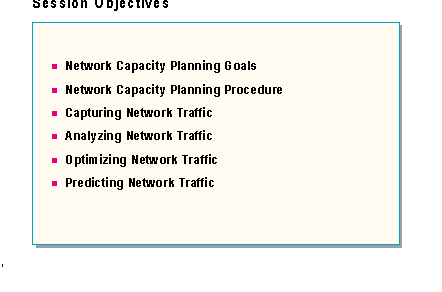 Session Objectives
Network Capacity Planning Goals
Network Capacity Planning Procedure
Capturing Network Traffic
Analyzing Network Traffic
Optimizing Network Traffic
Predicting Network Traffic